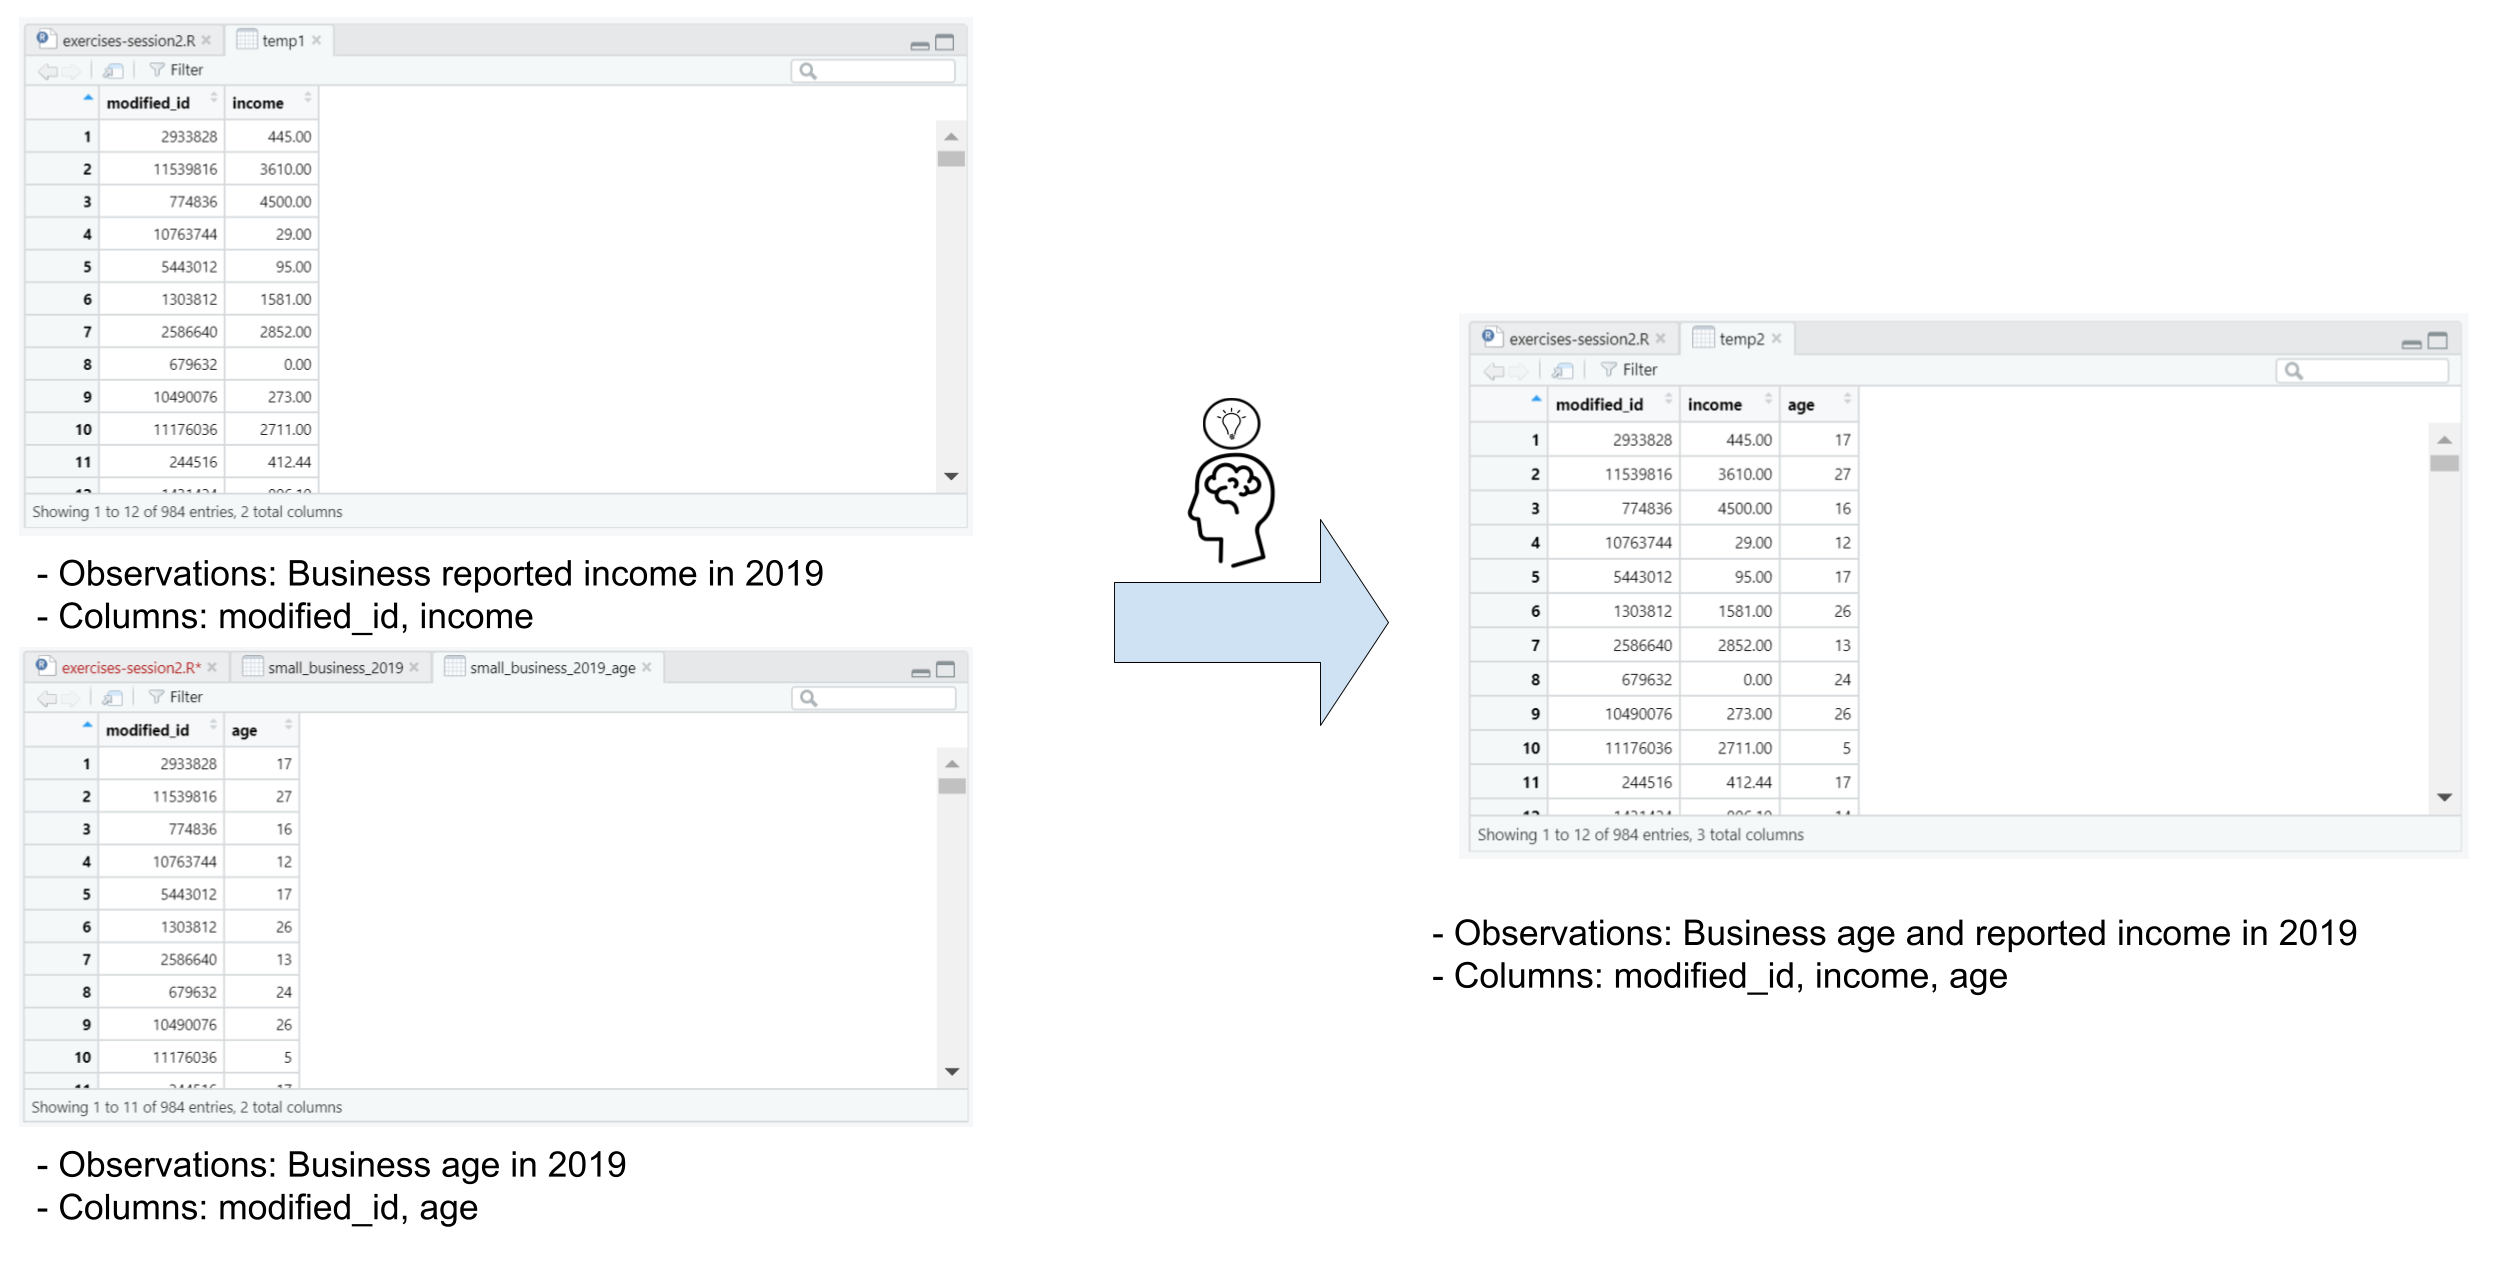 exercises-session2.R temp1
Filter
modified_id income
1 2933828 445.00
2 11539816 3610.00
3 774836 4500.00
4 10763744 29.00
5 5443012 95.00
6 1303812 1581.00
7 2586640 2852.00
8 679632 0.00
9 10490076 273.00
10 11176036 2711.00
11 244516 412.44
Showing 1 to 12 of 984 entries, 2 total columns
- Observations: Business reported income in 2019
- Columns: modified_id, income
exercises-session2.R* small_business_2019 small_business_2019_age
Filter
modified_id age
1 2933828 17
2 11539816 27
3 774836 16
4 10763744 12
5 5443012 17
6 1303812 26
7 2586640 13
8 679632 24
9 10490076 26
10 11176036 5
11 244516 17
Showing 1 to 11 of 984 entries, 2 total columns
- Observations: Business age in 2019
- Columns: modified_id, age
exercises-session2.R temp2
Filter
modified_id income age
1 2933828 445.00 17
2 11539816 3610.00 27
3 774836 4500.00 16
4 10763744 29.00 12
5 5443012 95.00 17
6 1303812 1581.00 26
7 2586640 2852.00 13
8 679632 0.00 24
9 10490076 273.00 26
10 11176036 2711.00 5
11 244516 412.44 17
Showing 1 to 12 of 984 entries, 3 total columns
- Observations: Business age and reported income in 2019
- Columns: modified_id, income, age